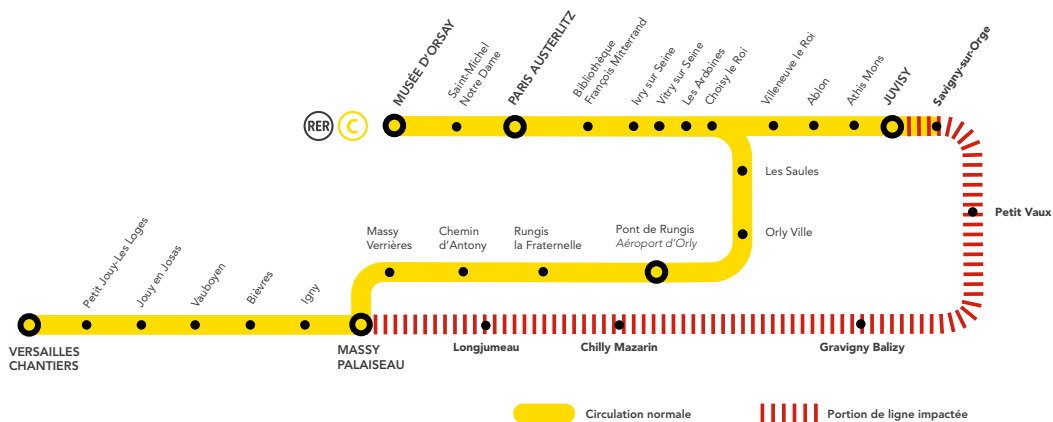 RER C
MUSÉE D'ORSAY
Saint-Michel
Notre Dame
PARIS AUSTERLITZ
Bibliothèque
François Mitterrand
Ivry sur Seine
Vitry sur Seine
Les Ardoines
Choisy le Roi
Villeneuve le Roi
Ablon
Athis Mons
JUVISY
Savigny-sur-Orge
Les Saules
Petit Vaux
Orly Ville
Massy
Verrières
Chemin
d'Antony
Rungis
la Fraternelle
Pont de Rungis
Aéroport d'Orly
Petit Jouy-Les Loges
Jouy en Josas
Vauboyen
Bièvres
Igny
VERSAILLES
CHANTIERS
MASSY
PALAISEAU
Longjumeau
Chilly Mazarin
Gravigny Balizy
Circulation normale
Portion de ligne impactée